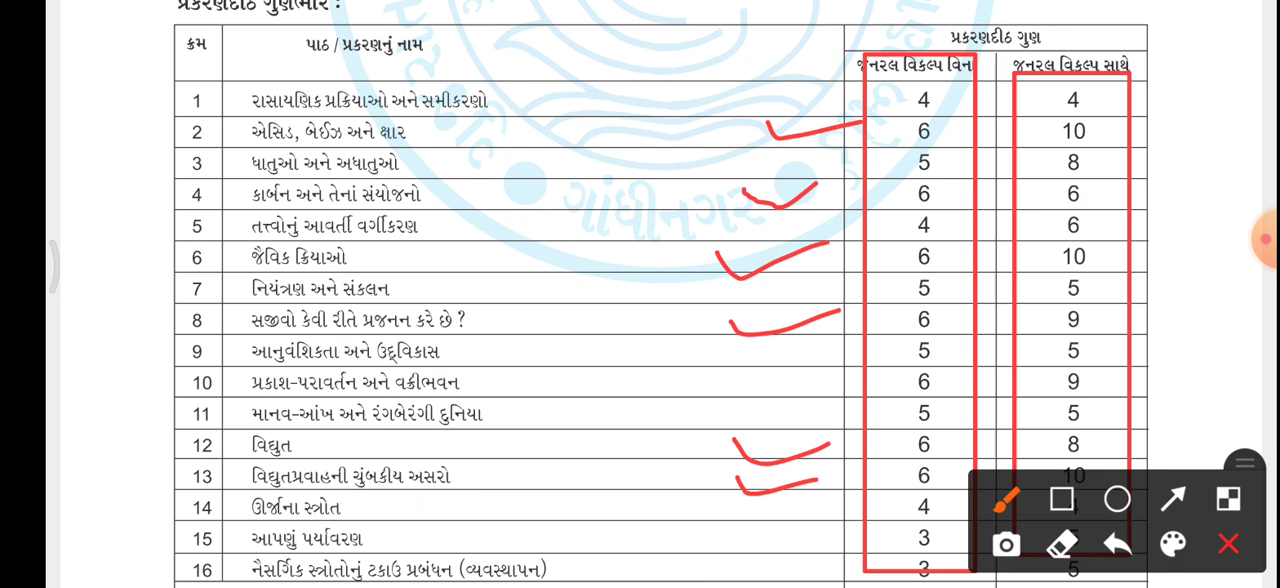 પ્રકરણદીઠ ગુણભાર :
ક્રમ પાઠ / પ્રકરણનું નામ પ્રકરણદીઠ ગુણ
જનરલ વિકલ્પ વિન જનરલ વિકલ્પ સાથે
1 રાસાયણિક પ્રક્રિયાઓ અને સમીકરણો 4 4
2 એસિડ, બેઈઝ અને ક્ષાર 6 10
3 ધાતુઓ અને અધાતુઓ 5 8
4 કાર્બન અને તેનાં સંયોજનો 6 6
5 તત્ત્વોનું આવર્તી વર્ગીકરણ 4 6
6 જૈવિક ક્રિયાઓ 6 10
7 નિયંત્રણ અને સંકલન 5 5
8 સજીવો કેવી રીતે પ્રજનન કરે છે ? 6 9
9 આનુવંશિકતા અને ઉદ્‌વિકાસ 5 5
10 પ્રકાશ-પરાવર્તન અને વક્રીભવન 6 9
11 માનવ-આંખ અને રંગબેરંગી દુનિયા 5 5
12 વિદ્યુત 6 8
13 વિદ્યુતપ્રવાહની ચુંબકીય અસરો 6 10
14 ઊર્જાના સ્ત્રોત 4
15 આપણું પર્યાવરણ 3
16 નૈસર્ગિક સ્ત્રોતોનું ટકાઉ પ્રબંધન (વ્યવસ્થાપન) 3 5
ગાંધીનગર